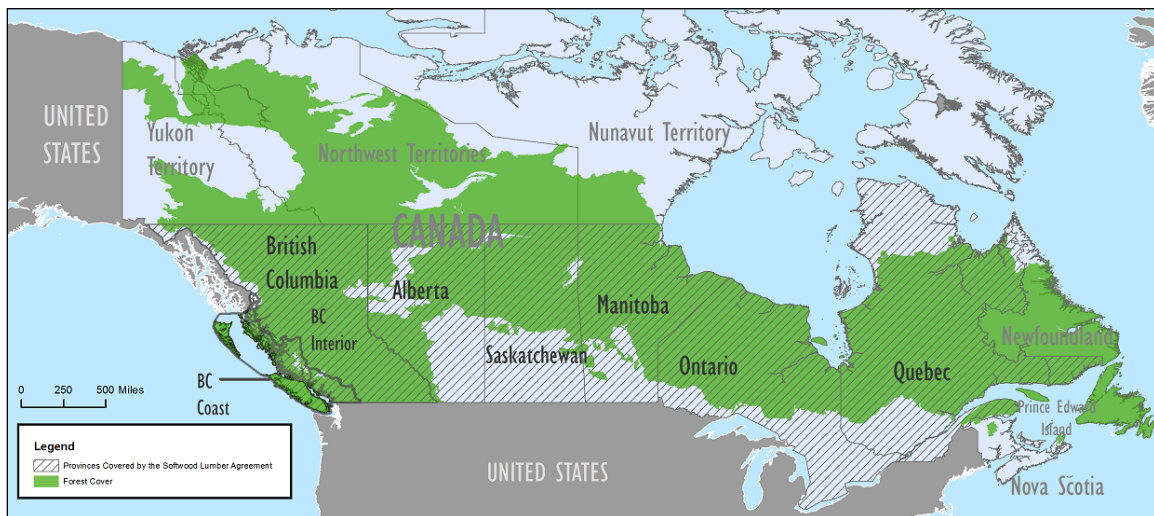 UNITED
STATES
Yukon
Territory
Northwest Territories
Nunavut Territory
CANADA
British
Columbia
Alberta
BC
Interior
Manitoba
Saskatchewan
Ontario
Quebec
Newfoundland
BC
Coast
Prince Edward
Island
Nova Scotia
UNITED STATES
0 250 500 Miles
Legend
Provinces Covered by the Softwood Lumber Agreement
Forest Cover